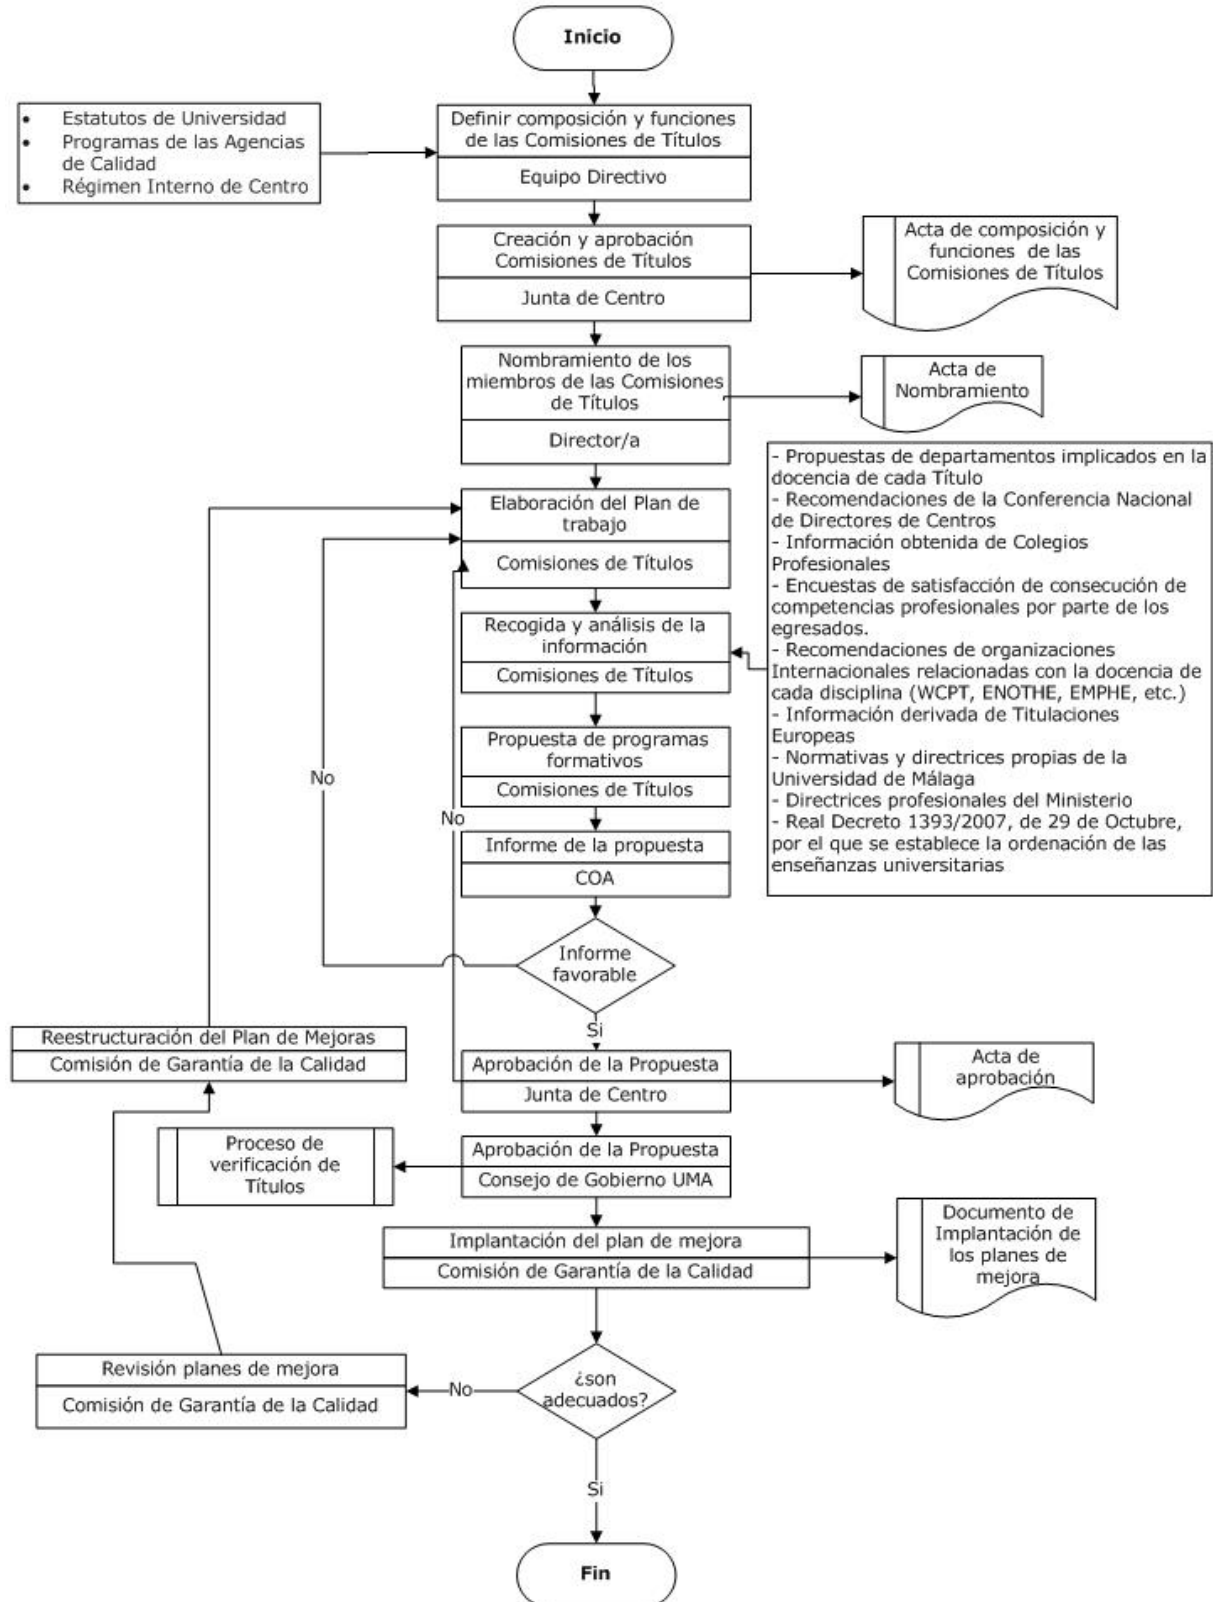 Inicio
• Estatutos de Universidad
• Programas de las Agencias
de Calidad
• Régimen Interno de Centro
Definir composición y funciones
de las Comisiones de Títulos
Equipo Directivo
Creación y aprobación
Comisiones de Títulos
Junta de Centro
Acta de composición y
funciones de las
Comisiones de Títulos
Nombramiento de los
miembros de las Comisiones
de Títulos
Director/a
Acta de
Nombramiento
Elaboración del Plan de
trabajo
Comisiones de Títulos
- Propuestas de departamentos implicados en la
docencia de cada Título
- Recomendaciones de la Conferencia Nacional
de Directores de Centros
- Información obtenida de Colegios
Profesionales
- Encuestas de satisfacción de consecución de
competencias profesionales por parte de los
egresados.
- Recomendaciones de organizaciones
Internacionales relacionadas con la docencia de
cada disciplina (WCPT, ENOTHE, EMPHE, etc.)
- Información derivada de Titulaciones
Europeas
- Normativas y directrices propias de la
Universidad de Málaga
- Directrices profesionales del Ministerio
- Real Decreto 1393/2007, de 29 de Octubre,
por el que se establece la ordenación de las
enseñanzas universitarias
Recogida y análisis de la
información
Comisiones de Títulos
Propuesta de programas
formativos
Comisiones de Títulos
No
No
Informe de la propuesta
COA
Informe
favorable
Si
Reestructuración del Plan de Mejoras
Comisión de Garantía de la Calidad
Aprobación de la Propuesta
Junta de Centro
Acta de
aprobación
Proceso de
verificación de
Títulos
Aprobación de la Propuesta
Consejo de Gobierno UMA
Implantación del plan de mejora
Comisión de Garantía de la Calidad
Documento de
Implantación de
los planes de
mejora
Revisión planes de mejora
Comisión de Garantía de la Calidad
No
¿son
adecuados?
Si
Fin